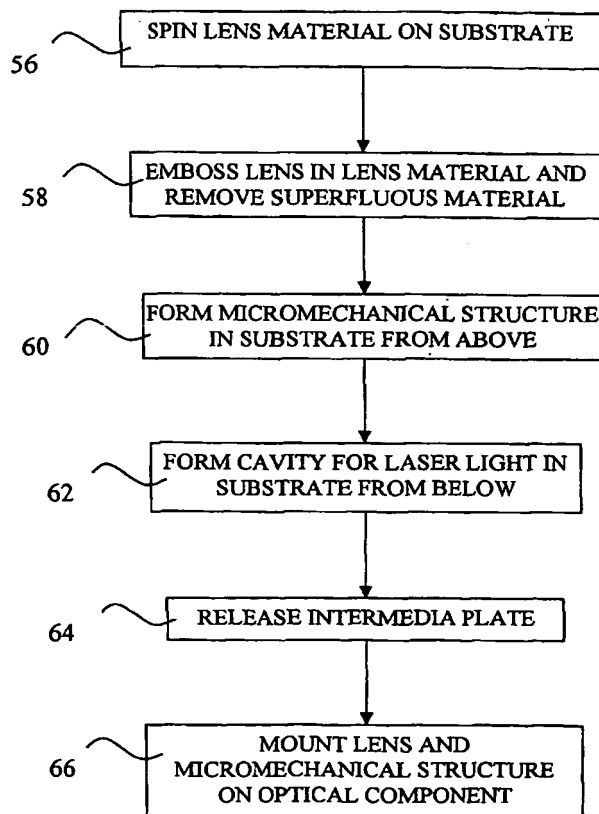 SPIN LENS MATERIAL ON SUBSTRATE
56
EMBOSS LENS IN LENS MATERIAL AND
REMOVE SUPERFLUOUS MATERIAL
58
FORM MICROMECHANICAL STRUCTURE
IN SUBSTRATE FROM ABOVE
60
FORM CAVITY FOR LASER LIGHT IN
SUBSTRATE FROM BELOW
62
RELEASE INTERMEDIA PLATE
64
MOUNT LENS AND
MICROMECHANICAL STRUCTURE
ON OPTICAL COMPONENT
66